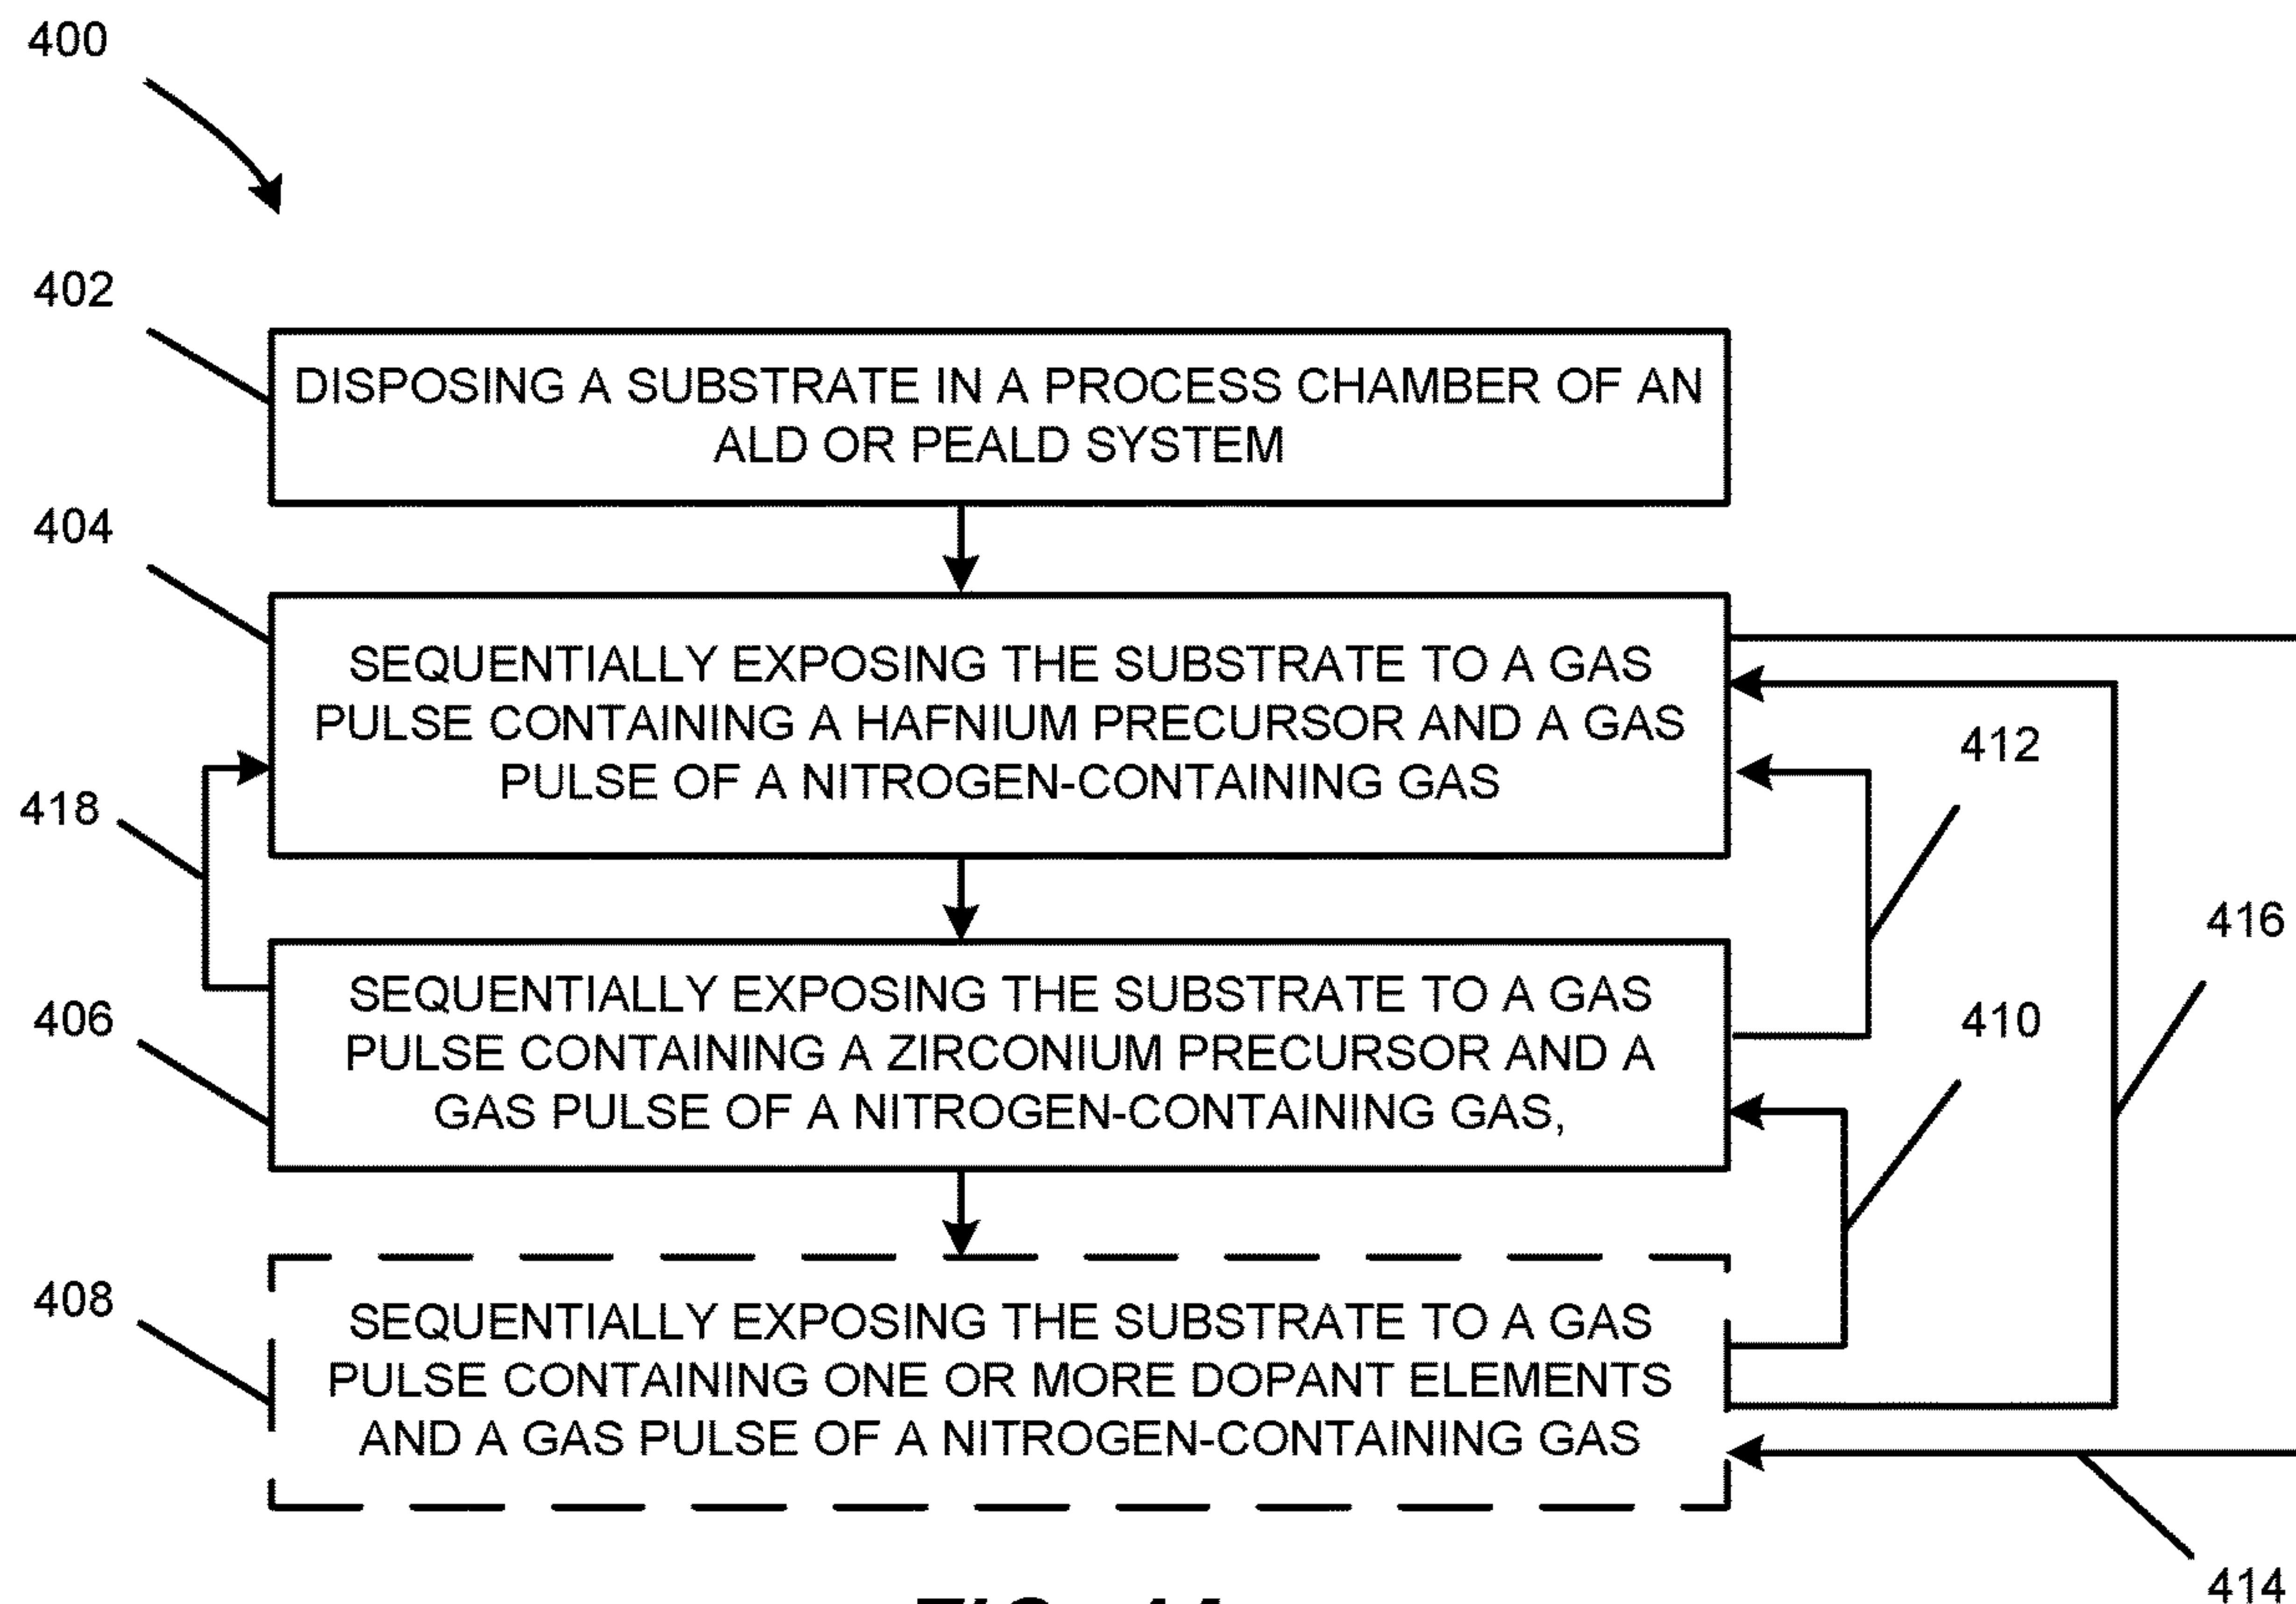 400
402
DISPOSING A SUBSTRATE IN A PROCESS CHAMBER OF AN
ALD OR PEALD SYSTEM
404
SEQUENTIALLY EXPOSING THE SUBSTRATE TO A GAS
PULSE CONTAINING A HAFNIUM PRECURSOR AND A GAS
PULSE OF A NITROGEN-CONTAINING GAS
412
418
416
406
SEQUENTIALLY EXPOSING THE SUBSTRATE TO A GAS
PULSE CONTAINING A ZIRCONIUM PRECURSOR AND A
GAS PULSE OF A NITROGEN-CONTAINING GAS,
410
408
SEQUENTIALLY EXPOSING THE SUBSTRATE TO A GAS
PULSE CONTAINING ONE OR MORE DOPANT ELEMENTS
AND A GAS PULSE OF A NITROGEN-CONTAINING GAS
414